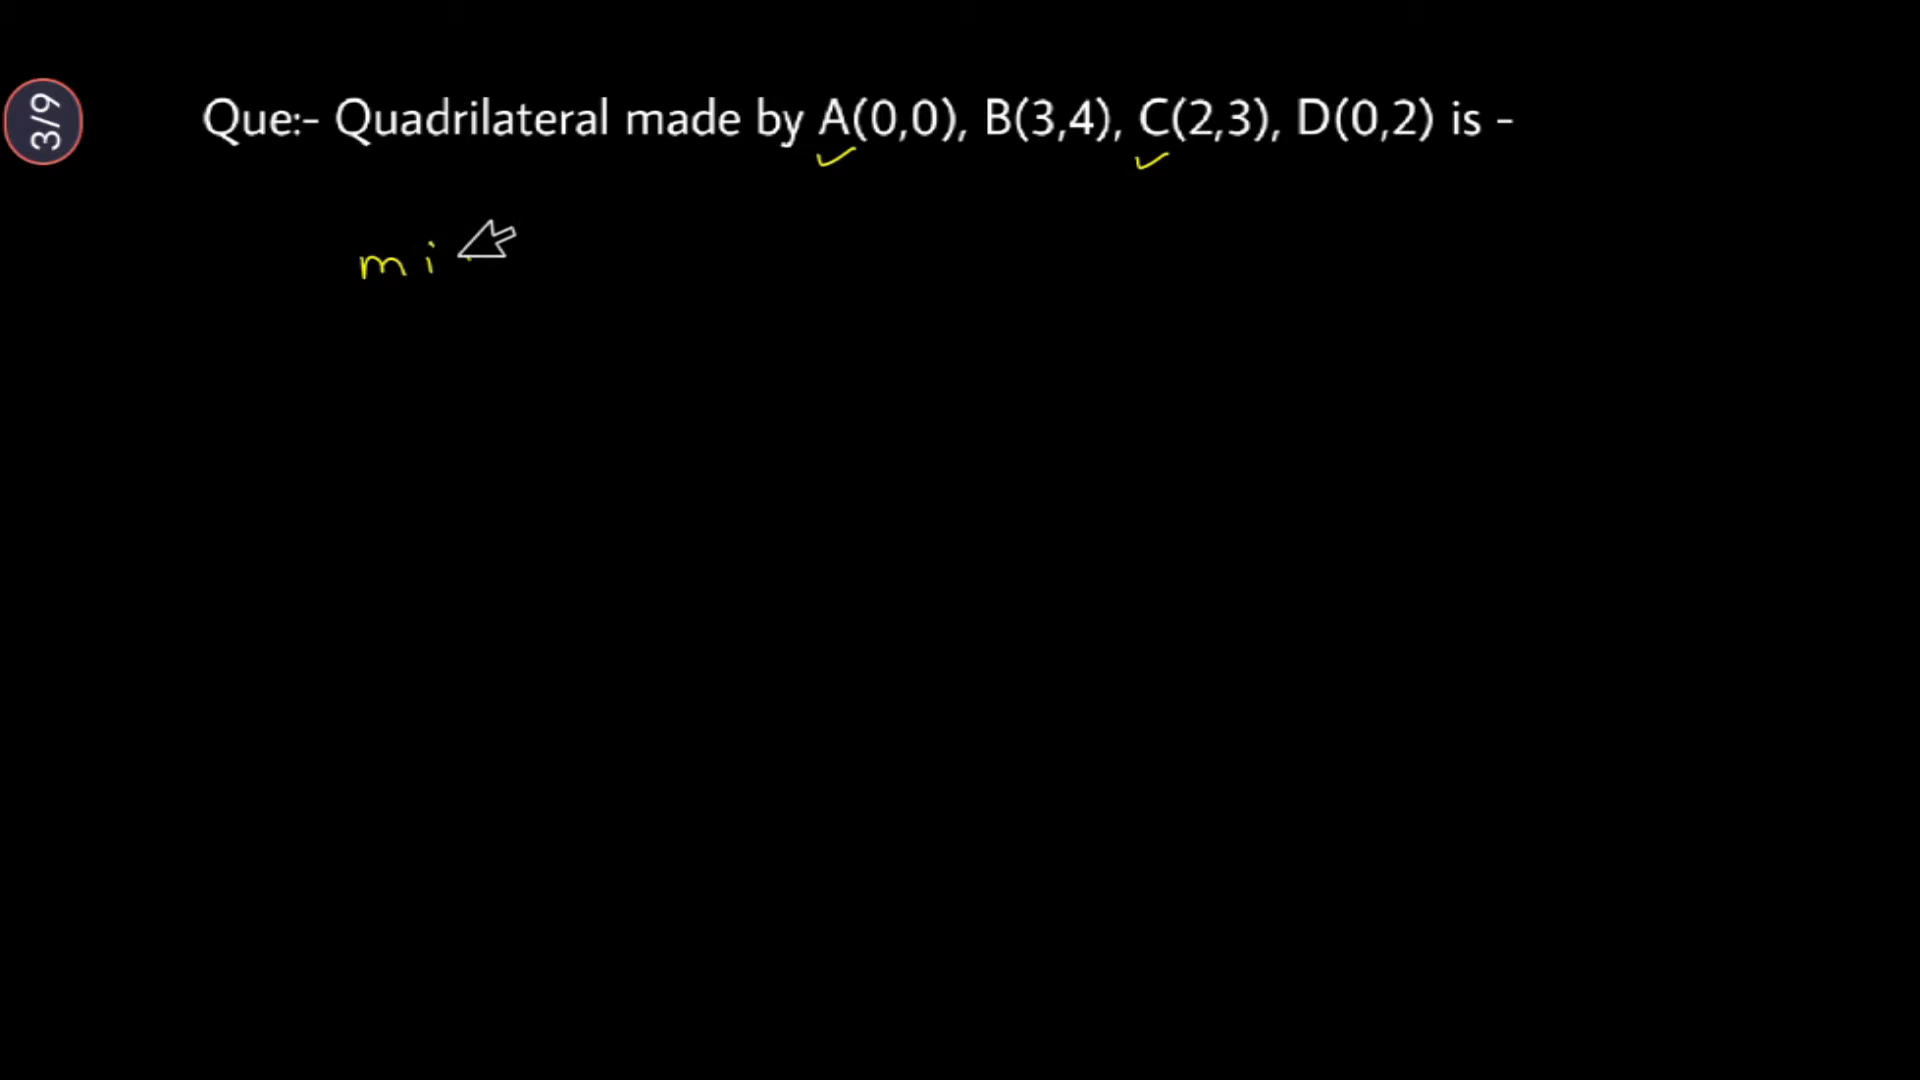 3/9
Que:- Quadrilateral made by A(0,0), B(3,4), C(2,3), D(0,2) is -
mi